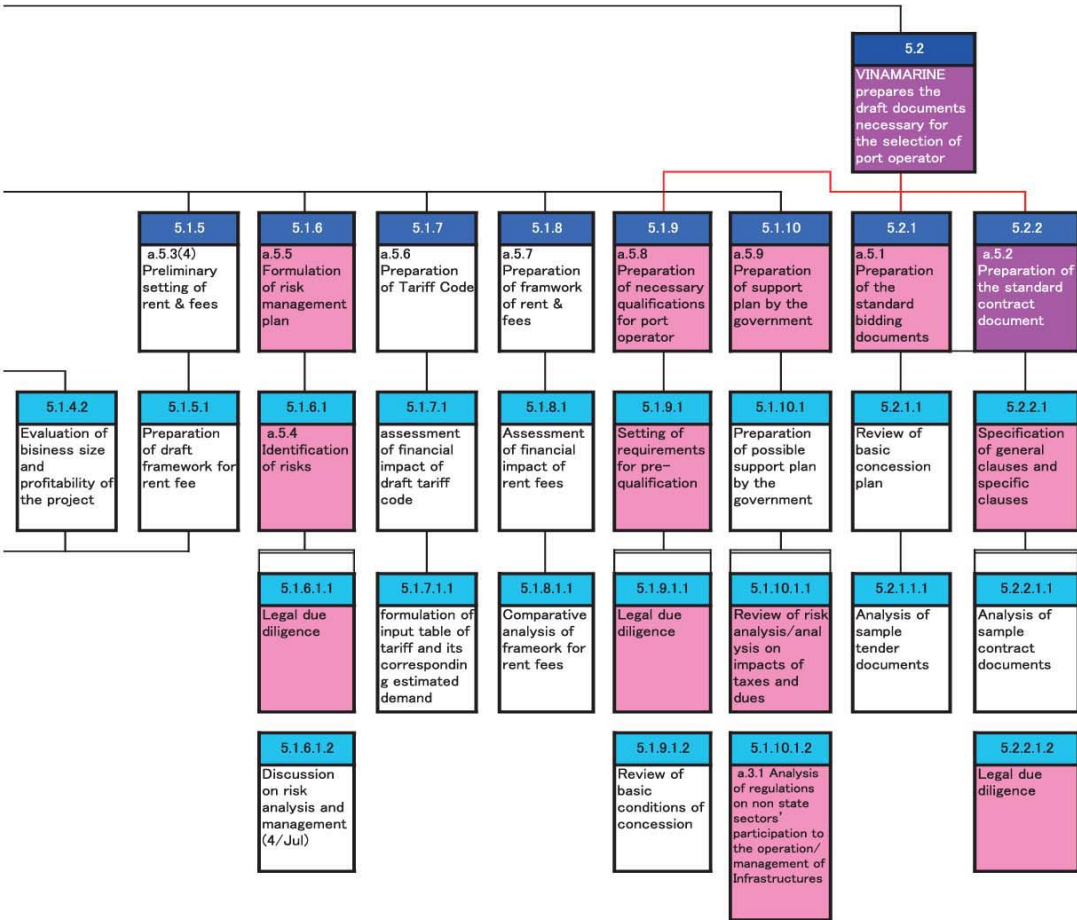 5.2
VINAMARINE
prepares the
draft documents
necessary for
the selection of
port operator
5.1.5
a.5.3(4)
Preliminary
setting of
rent & fees
5.1.6
a.5.5
Formulation
of risk
management
plan
5.1.7
a.5.6
Preparation
of Tariff Code
5.1.8
a.5.7
Preparation
of framwork
of rent &
fees
5.1.9
a.5.8
Preparation
of necessary
qualifications
for port
operator
5.1.10
a.5.9
Preparation
of support
plan by the
government
5.2.1
a.5.1
Preparation
of the
standard
bidding
documents
5.2.2
a.5.2
Preparation of
the standard
contract
document
5.1.4.2
Evaluation of
bisiness size
and
profitability of
the project
5.1.5.1
Preparation
of draft
framework for
rent fee
5.1.6.1
a.5.4
Identification
of risks
5.1.7.1
assessment
of financial
impact of
draft tariff
code
5.1.8.1
Assessment
of financial
impact of
rent fees
5.1.9.1
Setting of
requirements
for pre-
qualification
5.1.10.1
Preparation
of possible
support plan
by the
government
5.2.1.1
Review of
basic
concession
plan
5.2.2.1
Specification
of general
clauses and
specific
clauses
5.1.6.1.1
Legal due
diligence
5.1.7.1.1
formulation of
input table of
tariff and its
correspondin
g estimated
demand
5.1.8.1.1
Comparative
analysis of
frameork for
rent fees
5.1.9.1.1
Legal due
diligence
5.1.10.1.1
Review of risk
analysis/anal
ysis on
impacts of
taxes and
dues
5.2.1.1.1
Analysis of
sample
tender
documents
5.2.2.1.1
Analysis of
sample
contract
documents
5.1.6.1.2
Discussion
on risk
analysis and
management
(4/Jul)
5.1.9.1.2
Review of
basic
conditions of
concession
5.1.10.1.2
a.3.1 Analysis
of regulations
on non state
sectors'
participation to
the operation/
management of
Infrastructures
5.2.2.1.2
Legal due
diligence